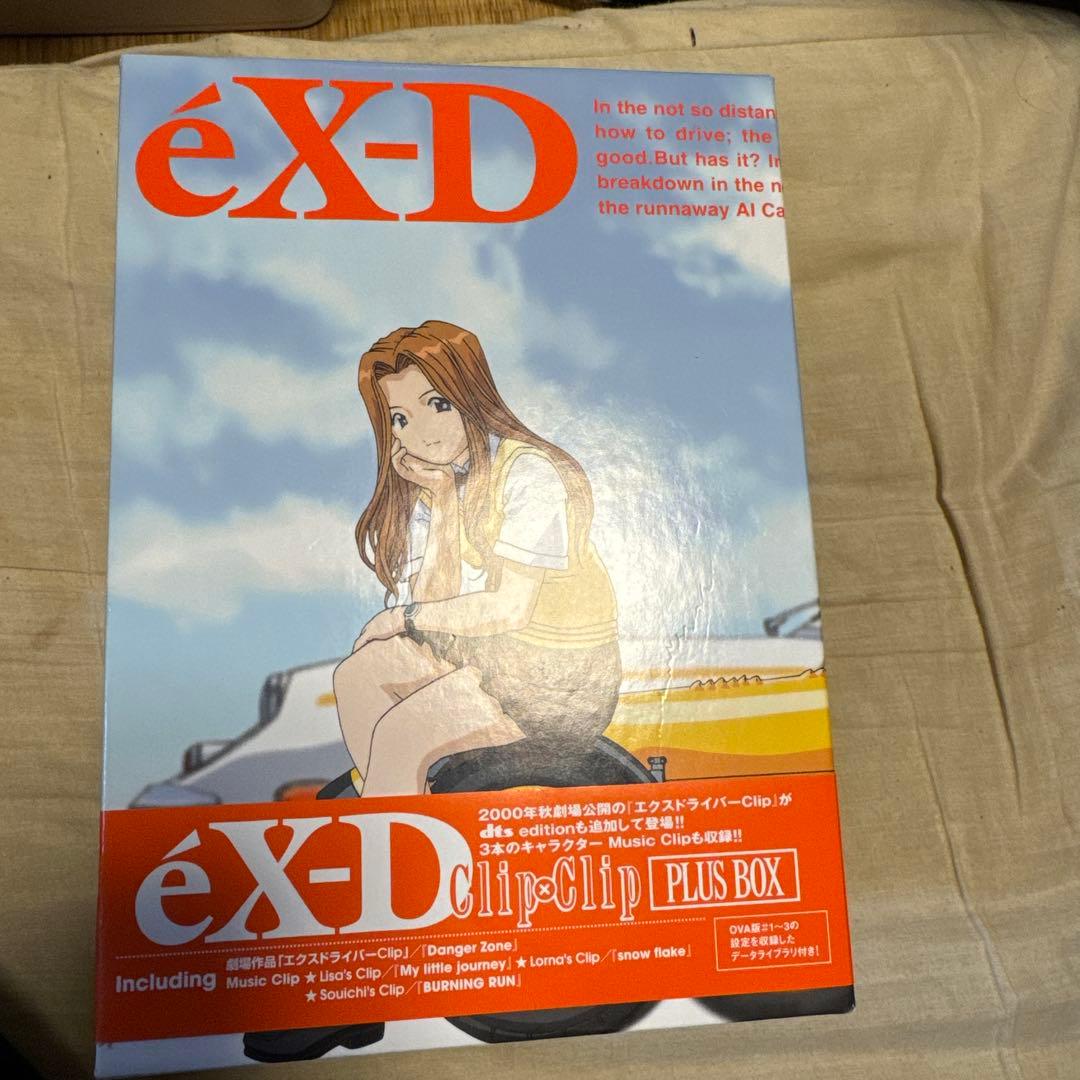 éX-D
In the not so distan
how to drive; the
good.But has it? In
breakdown in the n
the runnaway AI Ca
éX-D
2000年秋劇場公開の『エクスドライバーClip』が
dts editionも追加して登場!!
3本のキャラクター Music Clipも収録!!
Clip×Clip PLUS BOX
OVA版#1〜3の
設定を収録した
データライブラリ付き!
Including 劇場作品『エクスドライバーClip』/『Danger Zone』
Music Clip ★ Lisa's Clip/『My little journey』 ★ Lorna's Clip/『snow flake』
★ Souichi's Clip/『BURNING RUN』